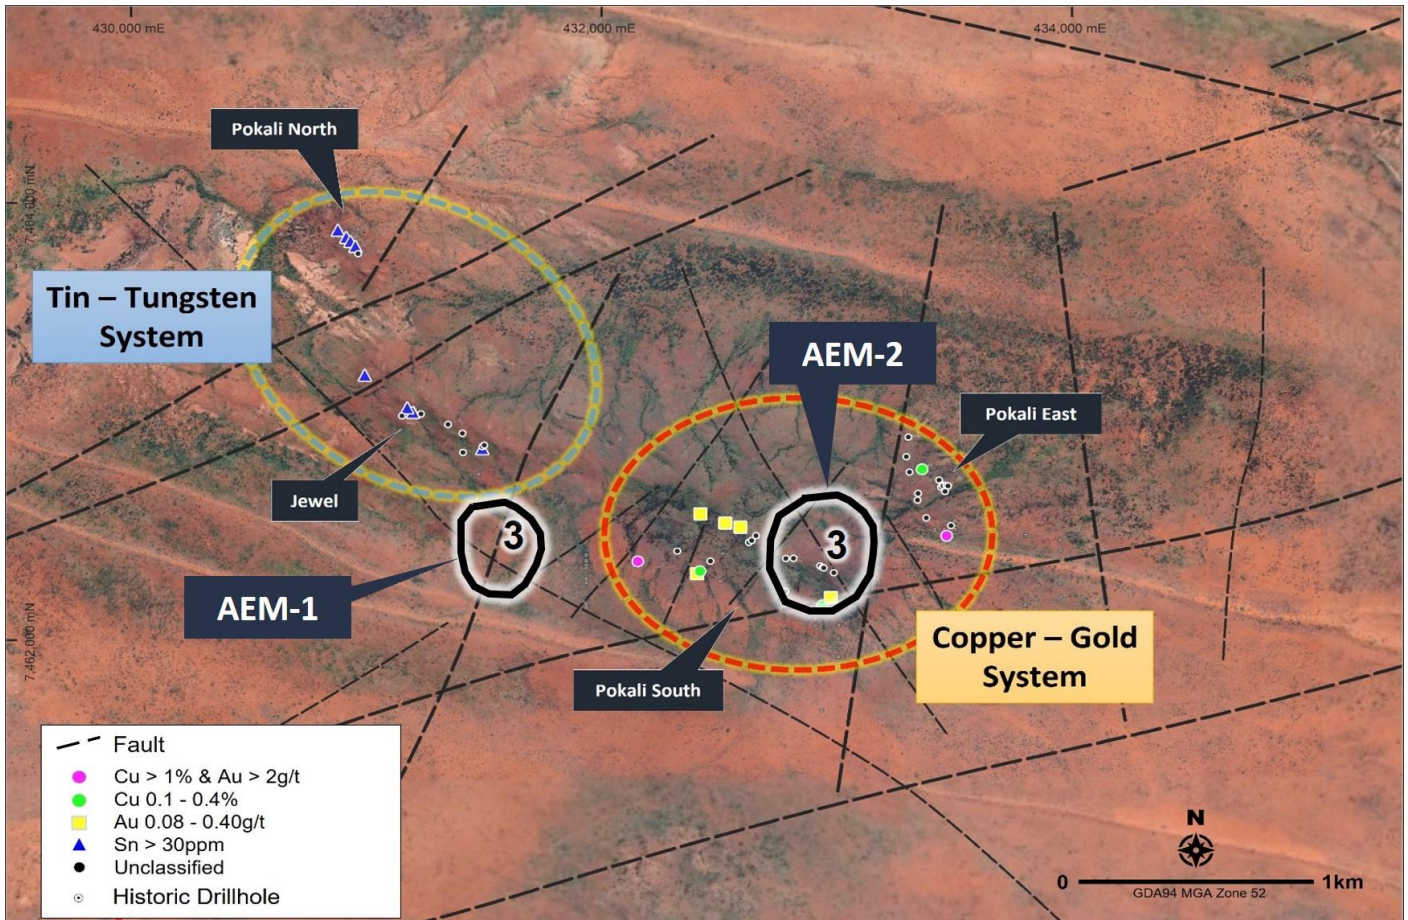 430,000 mE
432,000 mE
434,000 mE
7,464,000 mN
7,462,000 mN
Pokali North
Tin – Tungsten
System
AEM-2
Pokali East
Jewel
3
3
AEM-1
Copper – Gold
System
Pokali South
Fault
Cu > 1% & Au > 2g/t
Cu 0.1 - 0.4%
Au 0.08 - 0.40g/t
Sn > 30ppm
Unclassified
Historic Drillhole
N
0
1km
GDA94 MGA Zone 52